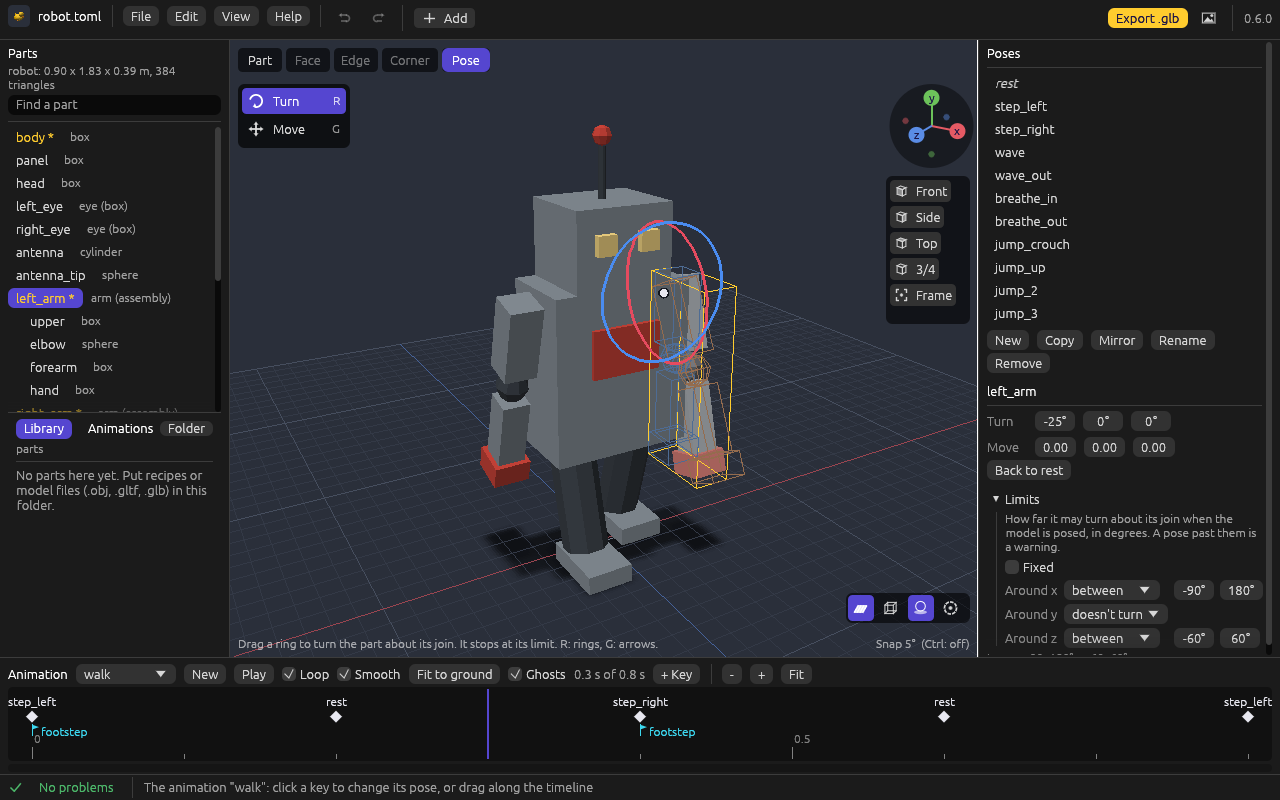 robot.toml File Edit View Help + Add Export .glb 0.6.0
Parts
robot: 0.90 x 1.83 x 0.39 m, 384
triangles
Find a part
body * box
panel box
head box
left_eye eye (box)
right_eye eye (box)
antenna cylinder
antenna_tip sphere
left_arm * arm (assembly)
upper box
elbow sphere
forearm box
hand box
right_arm * arm (assembly)
Library Animations Folder
parts
No parts here yet. Put recipes or
model files (.obj, .gltf, .glb) in this
folder.
Part Face Edge Corner Pose
Turn R
Move G
y
x
z
Front
Side
Top
3/4
Frame
Drag a ring to turn the part about its join. It stops at its limit. R: rings, G: arrows.
Snap 5° (Ctrl: off)
Poses
rest
step_left
step_right
wave
wave_out
breathe_in
breathe_out
jump_crouch
jump_up
jump_2
jump_3
New Copy Mirror Rename
Remove
left_arm
Turn -25° 0° 0°
Move 0.00 0.00 0.00
Back to rest
Limits
How far it may turn about its join when the
model is posed, in degrees. A pose past them is
a warning.
Fixed
Around x between -90° 180°
Around y doesn't turn
Around z between -60° 60°
Animation walk New Play Loop Smooth Fit to ground Ghosts 0.3 s of 0.8 s + Key - + Fit
step_left rest step_right rest step_left
footstep footstep
0 0.5
No problems The animation "walk": click a key to change its pose, or drag along the timeline